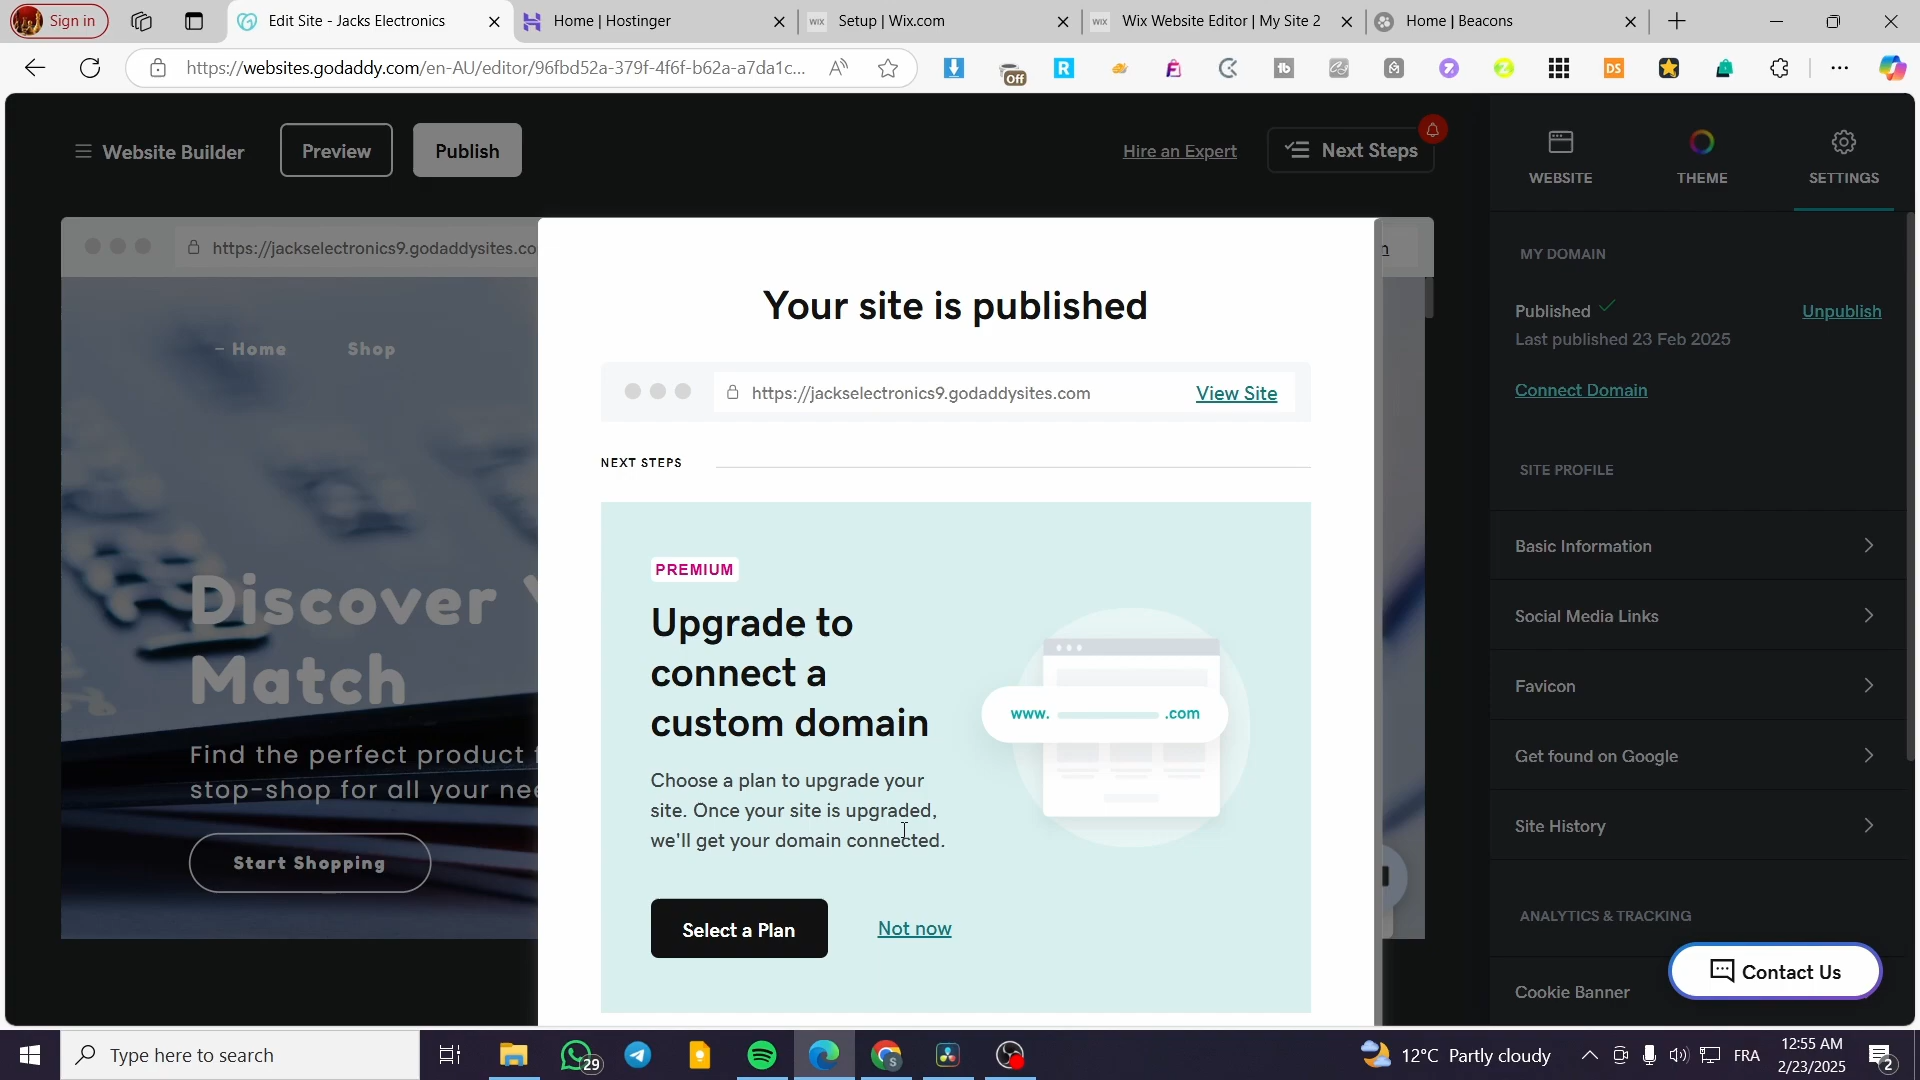 Sign in
Edit Site - Jacks Electronics
Home | Hostinger
WIX
Setup | Wix.com
WIX
Wix Website Editor | My Site 2
Home | Beacons
https://websites.godaddy.com/en-AU/editor/96fbd52a-379f-4f6f-b62a-a7da1c...
Off
R
tb
DS
Website Builder
Preview
Publish
Hire an Expert
Next Steps
WEBSITE
THEME
SETTINGS
https://jackselectronics9.godaddysites.co
Home
Shop
Discover
Match
Find the perfect product
stop-shop for all your
Start Shopping
Your site is published
https://jackselectronics9.godaddysites.com
View Site
NEXT STEPS
PREMIUM
Upgrade to
connect a
custom domain
Choose a plan to upgrade your
site. Once your site is upgraded,
we'll get your domain connected.
www.
.com
Select a Plan
Not now
MY DOMAIN
Published
Unpublish
Last published 23 Feb 2025
Connect Domain
SITE PROFILE
Basic Information
Social Media Links
Favicon
Get found on Google
Site History
ANALYTICS & TRACKING
Cookie Banner
Contact Us
Type here to search
29
12°C Partly cloudy
FRA
12:55 AM
2/23/2025
2